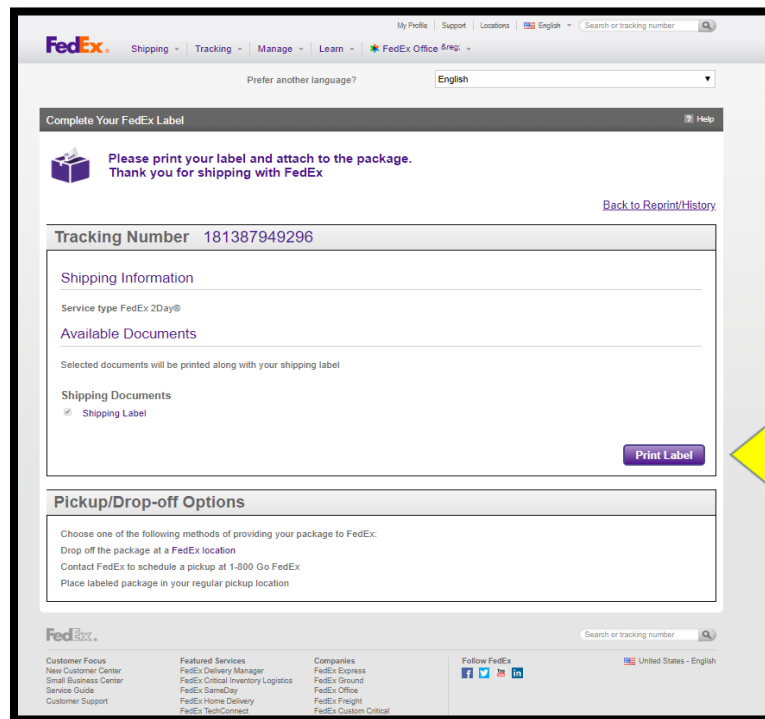 My Profile Support Locations English Search or tracking number
FedEx. Shipping Tracking Manage Learn FedEx Office &reg;
Prefer another language? English
Complete Your FedEx Label ? Help
Please print your label and attach to the package.
Thank you for shipping with FedEx
Back to Reprint/History
Tracking Number 181387949296
Shipping Information
Service type FedEx 2Day®
Available Documents
Selected documents will be printed along with your shipping label
Shipping Documents
Shipping Label
Print Label
Pickup/Drop-off Options
Choose one of the following methods of providing your package to FedEx:
Drop off the package at a FedEx location
Contact FedEx to schedule a pickup at 1-800 Go FedEx
Place labeled package in your regular pickup location
FedEx. Search or tracking number
Customer Focus Featured Services Companies Follow FedEx United States - English
New Customer Center FedEx Delivery Manager FedEx Express
Small Business Center FedEx Critical Inventory Logistics FedEx Ground
Service Guide FedEx SameDay FedEx Office
Customer Support FedEx Home Delivery FedEx Freight
FedEx TechConnect FedEx Custom Critical